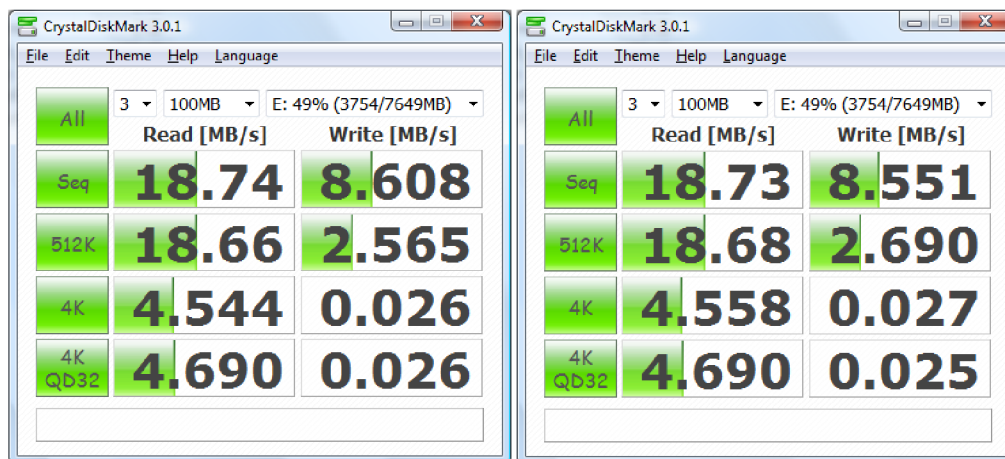 CrystalDiskMark 3.0.1
File Edit Theme Help Language
All 3 100MB E: 49% (3754/7649MB)
Read [MB/s] Write [MB/s]
Seq 18.74 8.608
512K 18.66 2.565
4K 4.544 0.026
4K QD32 4.690 0.026
CrystalDiskMark 3.0.1
File Edit Theme Help Language
All 3 100MB E: 49% (3754/7649MB)
Read [MB/s] Write [MB/s]
Seq 18.73 8.551
512K 18.68 2.690
4K 4.558 0.027
4K QD32 4.690 0.025